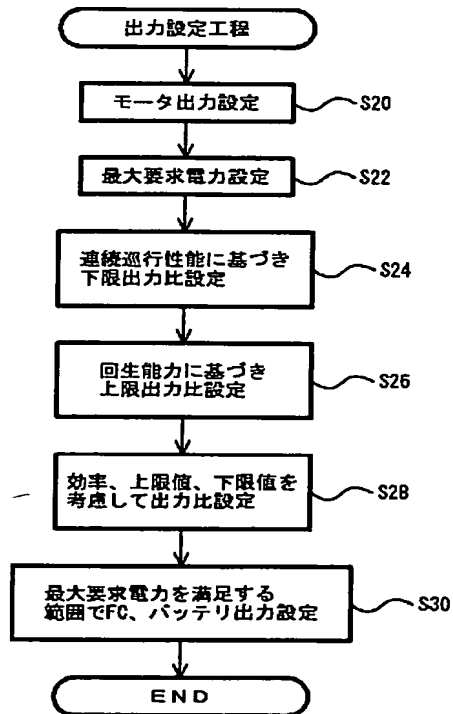 出力設定工程
モータ出力設定
S20
最大要求電力設定
S22
連続巡行性能に基づき
下限出力比設定
S24
回生能力に基づき
上限出力比設定
S26
効率、上限値、下限値を
考慮して出力比設定
S28
最大要求電力を満足する
範囲でFC、バッテリ出力設定
S30
END